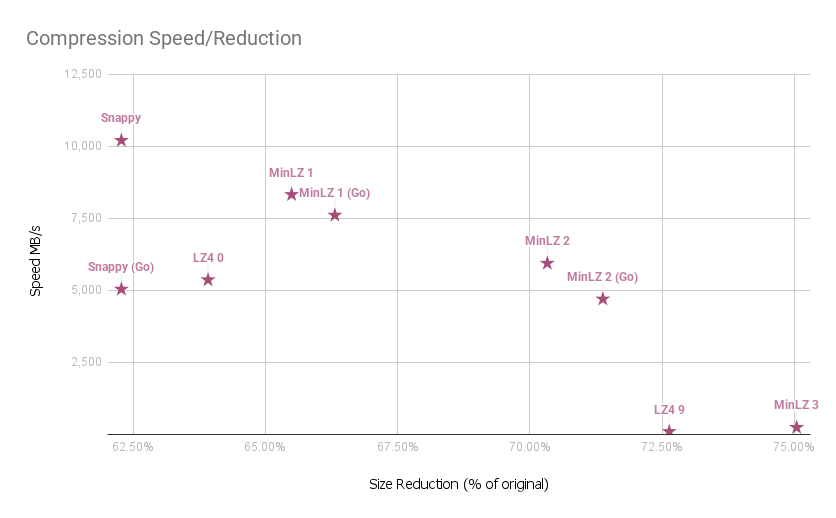 Compression Speed/Reduction
12,500
Snappy
10,000
MinLZ 1
MinLZ 1 (Go)
7,500
MinLZ 2
LZ4 0
Snappy (Go)
MinLZ 2 (Go)
Speed MB/s
5,000
2,500
LZ4 9
MinLZ 3
62.50% 65.00% 67.50% 70.00% 72.50% 75.00%
Size Reduction (% of original)